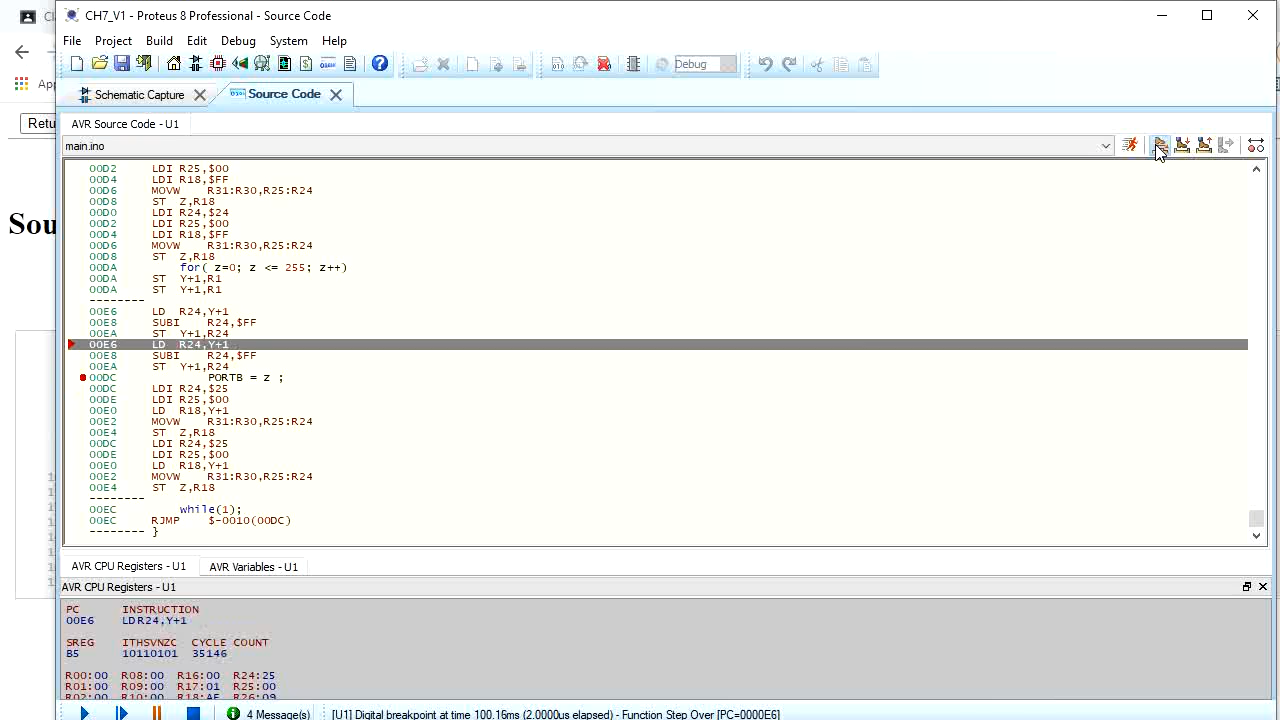 CH7_V1 - Proteus 8 Professional - Source Code
File Project Build Edit Debug System Help
Debug
Schematic Capture Source Code
AVR Source Code - U1
main.ino
00D2 LDI R25,$00
00D4 LDI R18,$FF
00D6 MOVW R31:R30,R25:R24
00D8 ST Z,R18
00D0 LDI R24,$24
00D2 LDI R25,$00
00D4 LDI R18,$FF
00D6 MOVW R31:R30,R25:R24
00D8 ST Z,R18
00DA for( z=0; z <= 255; z++)
00DA ST Y+1,R1
00DA ST Y+1,R1
--------
00E6 LD R24,Y+1
00E8 SUBI R24,$FF
00EA ST Y+1,R24
00E6 LD R24,Y+1
00E8 SUBI R24,$FF
00EA ST Y+1,R24
00DC PORTB = z ;
00DC LDI R24,$25
00DE LDI R25,$00
00E0 LD R18,Y+1
00E2 MOVW R31:R30,R25:R24
00E4 ST Z,R18
00DC LDI R24,$25
00DE LDI R25,$00
00E0 LD R18,Y+1
00E2 MOVW R31:R30,R25:R24
00E4 ST Z,R18
--------
00EC while(1);
00EC RJMP $-0010(00DC)
-------- }
AVR CPU Registers - U1 AVR Variables - U1
AVR CPU Registers - U1
PC INSTRUCTION
00E6 LDR24,Y+1
SREG ITHSVNZC CYCLE COUNT
B5 10110101 35146
R00:00 R08:00 R16:00 R24:25
R01:00 R09:00 R17:01 R25:00
R02:00 R10:00 R18:AF R26:09
4 Message(s) [U1] Digital breakpoint at time 100.16ms (2.0000us elapsed) - Function Step Over [PC=0000E6]
Retu
Sou